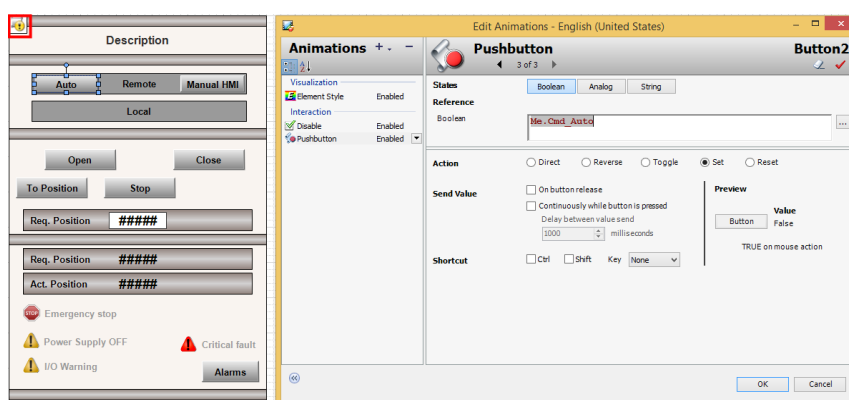 Description
Auto Remote Manual HMI
Local
Open Close
To Position Stop
Req. Position #####
Req. Position #####
Act. Position #####
STOP Emergency stop
Power Supply OFF Critical fault
I/O Warning
Alarms
Edit Animations - English (United States)
Animations
Visualization
Element Style Enabled
Interaction
Disable Enabled
Pushbutton Enabled
Pushbutton Button2
3 of 3
States Boolean Analog String
Reference
Boolean Me.Cmd_Auto ...
Action Direct Reverse Toggle Set Reset
Send Value On button release
Continuously while button is pressed
Delay between value send
1000 milliseconds
Preview
Value
Button False
TRUE on mouse action
Shortcut Ctrl Shift Key None
OK Cancel